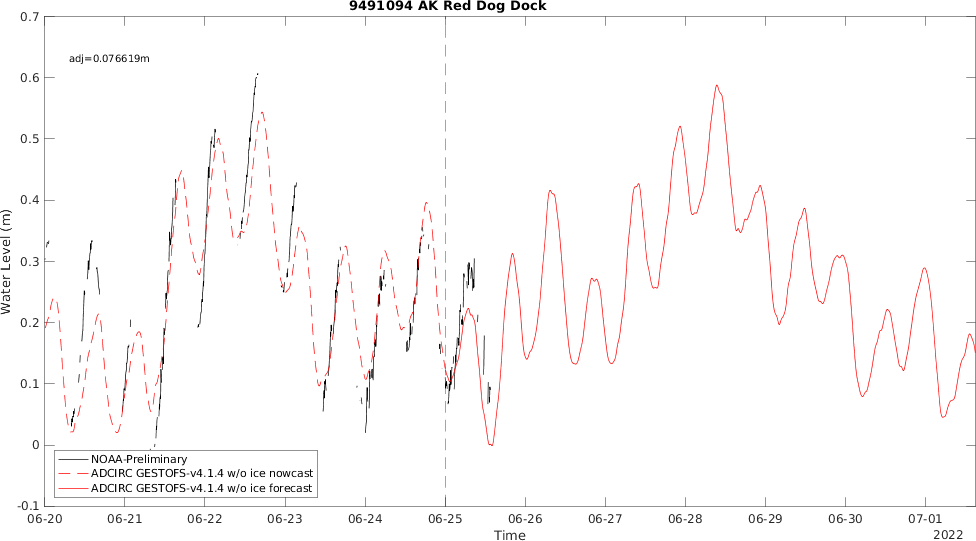 9491094 AK Red Dog Dock
adj=0.076619m
Water Level (m)
0.7
0.6
0.5
0.4
0.3
0.2
0.1
0
-0.1
NOAA-Preliminary
ADCIRC GESTOFS-v4.1.4 w/o ice nowcast
ADCIRC GESTOFS-v4.1.4 w/o ice forecast
06-20 06-21 06-22 06-23 06-24 06-25 06-26 06-27 06-28 06-29 06-30 07-01
Time
2022